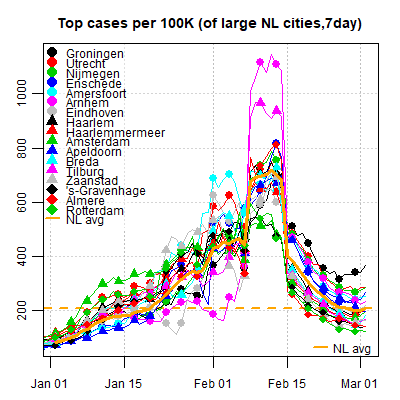 Top cases per 100K (of large NL cities,7day)
Groningen
Utrecht
Nijmegen
Enschede
Amersfoort
Arnhem
Eindhoven
Haarlem
Haarlemmermeer
Amsterdam
Apeldoorn
Breda
Tilburg
Zaanstad
's-Gravenhage
Almere
Rotterdam
NL avg
1000
800
600
400
200
NL avg
Jan 01 Jan 15 Feb 01 Feb 15 Mar 01